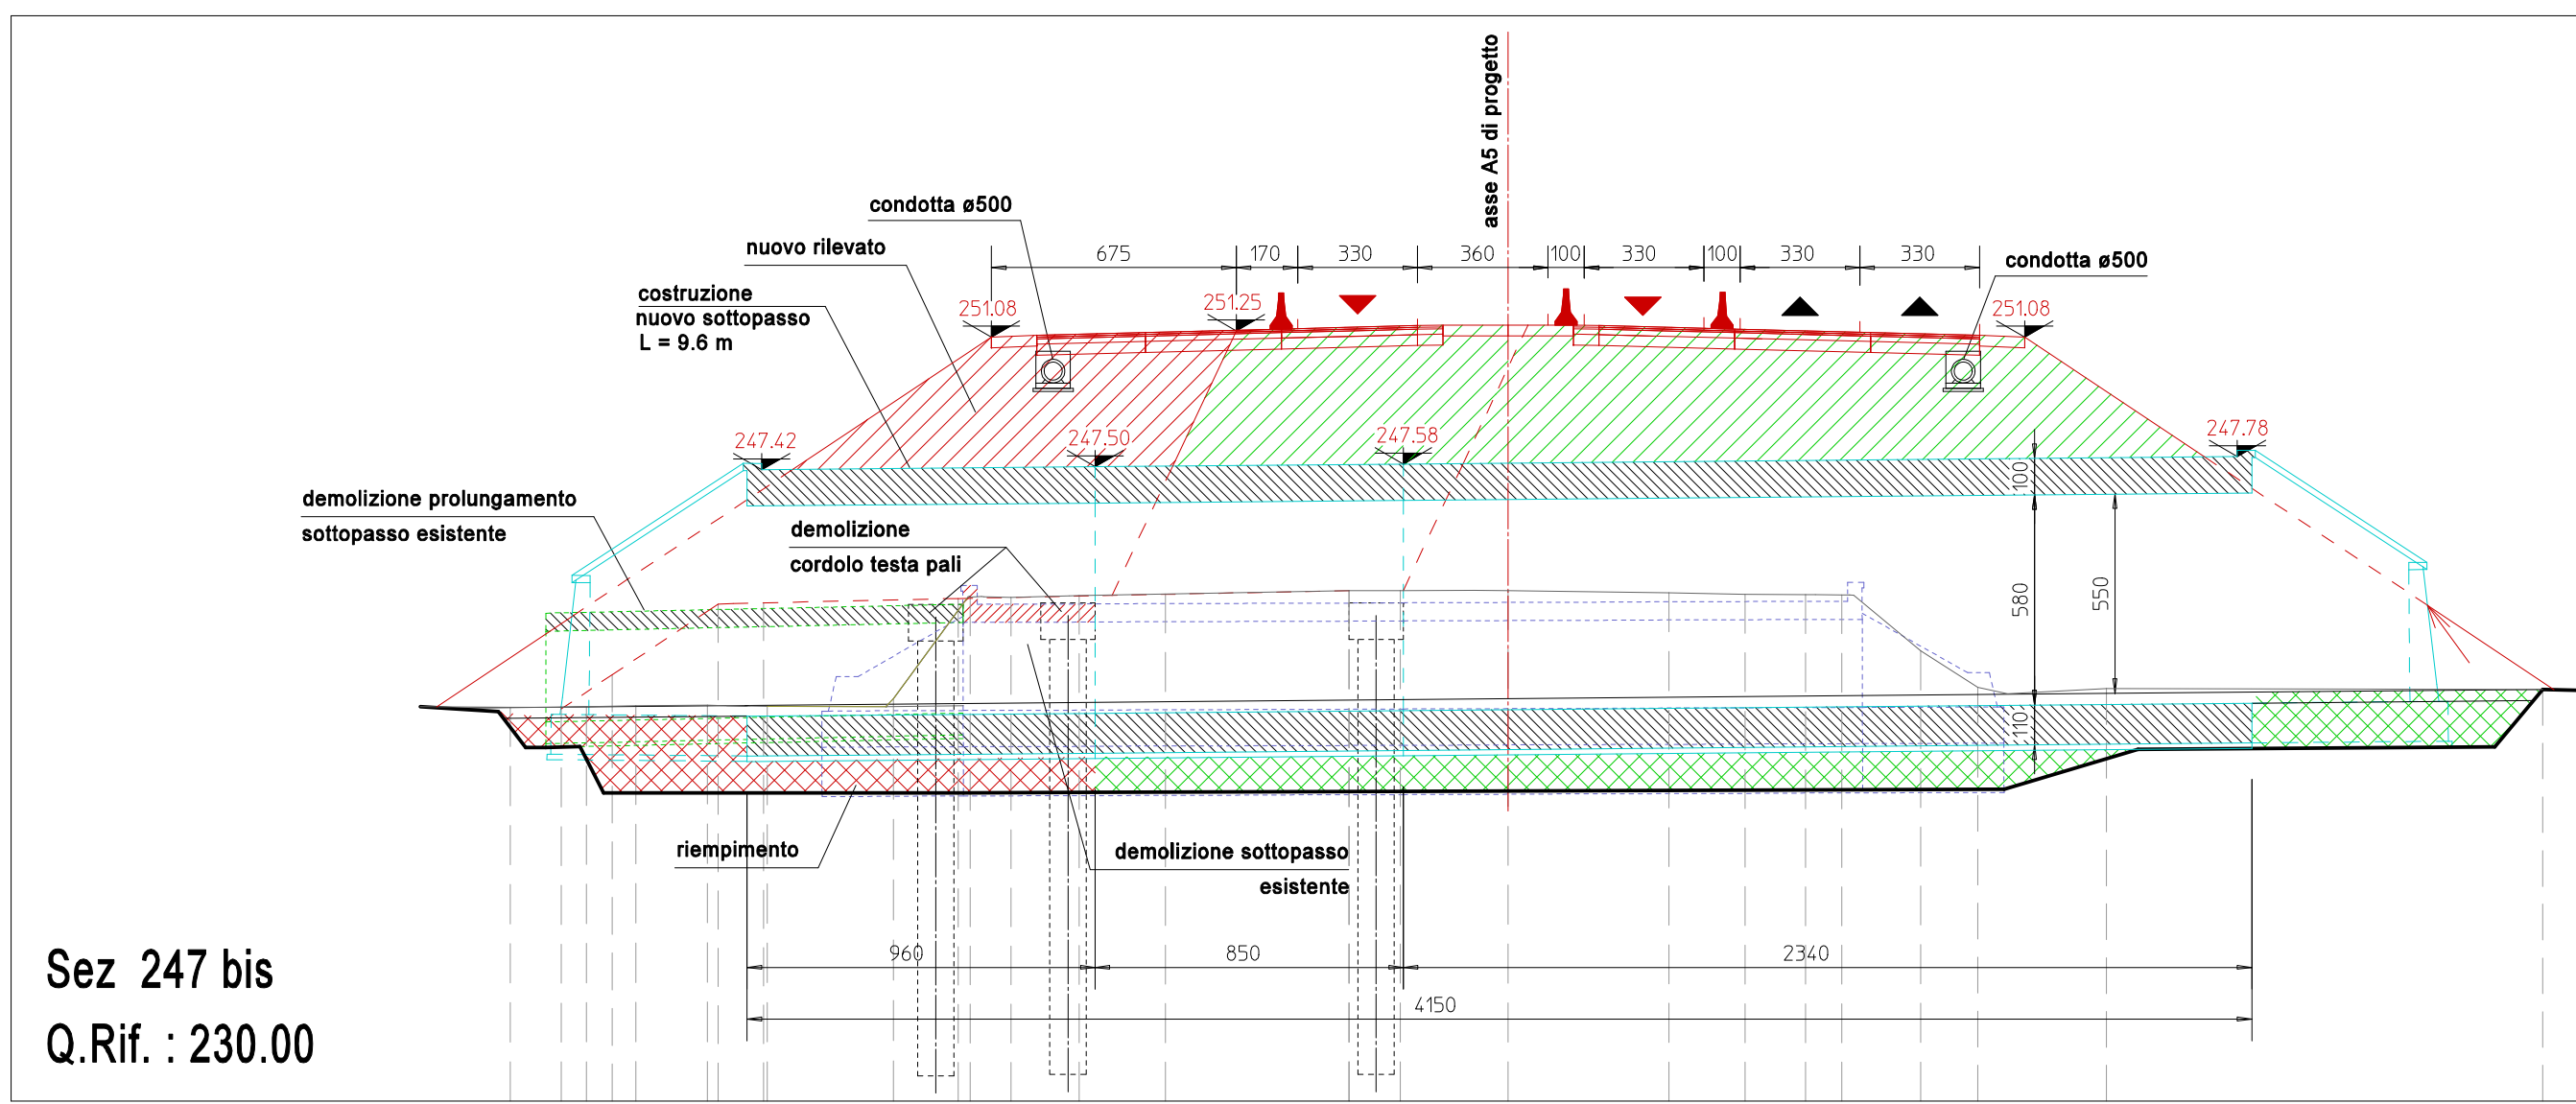 asse A5 di progetto
condotta ø500
nuovo rilevato
675
170
330
360
100
330
100
330
330
condotta ø500
costruzione
nuovo sottopasso
L = 9.6 m
251.08
251.25
251.08
247.42
247.50
247.58
247.78
100
demolizione prolungamento
sottopasso esistente
demolizione
cordolo testa pali
580
550
110
riempimento
demolizione sottopasso
esistente
960
850
2340
4150
Sez 247 bis
Q.Rif. : 230.00